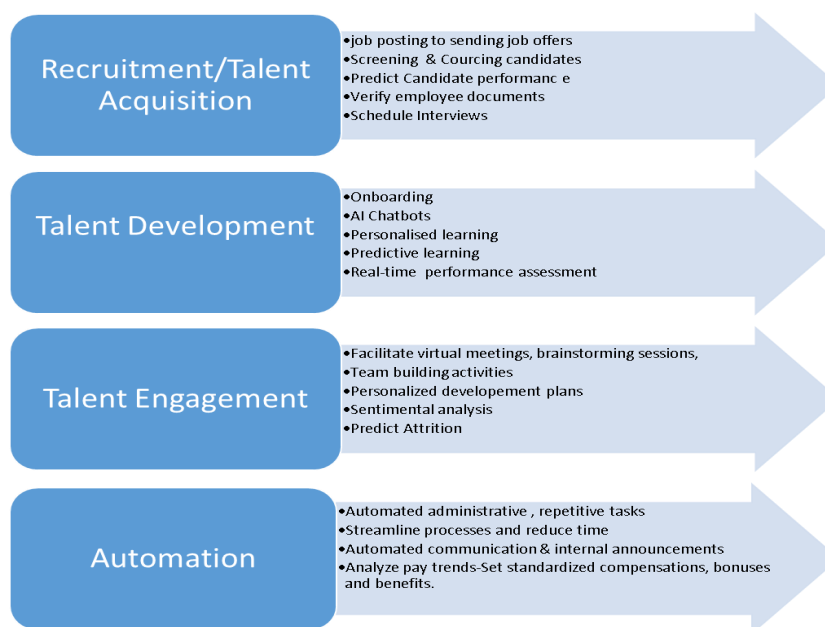 Recruitment/Talent
Acquisition
•job posting to sending job offers
•Screening & Courcing candidates
•Predict Candidate performanc e
•Verify employee documents
•Schedule Interviews
Talent Development
•Onboarding
•AI Chatbots
•Personalised learning
•Predictive learning
•Real-time performance assessment
Talent Engagement
•Facilitate virtual meetings, brainstorming sessions,
•Team building activities
•Personalized developement plans
•Sentimental analysis
•Predict Attrition
Automation
•Automated administrative , repetitive tasks
•Streamline processes and reduce time
•Automated communication & internal announcements
•Analyze pay trends-Set standardized compensations, bonuses
and benefits.